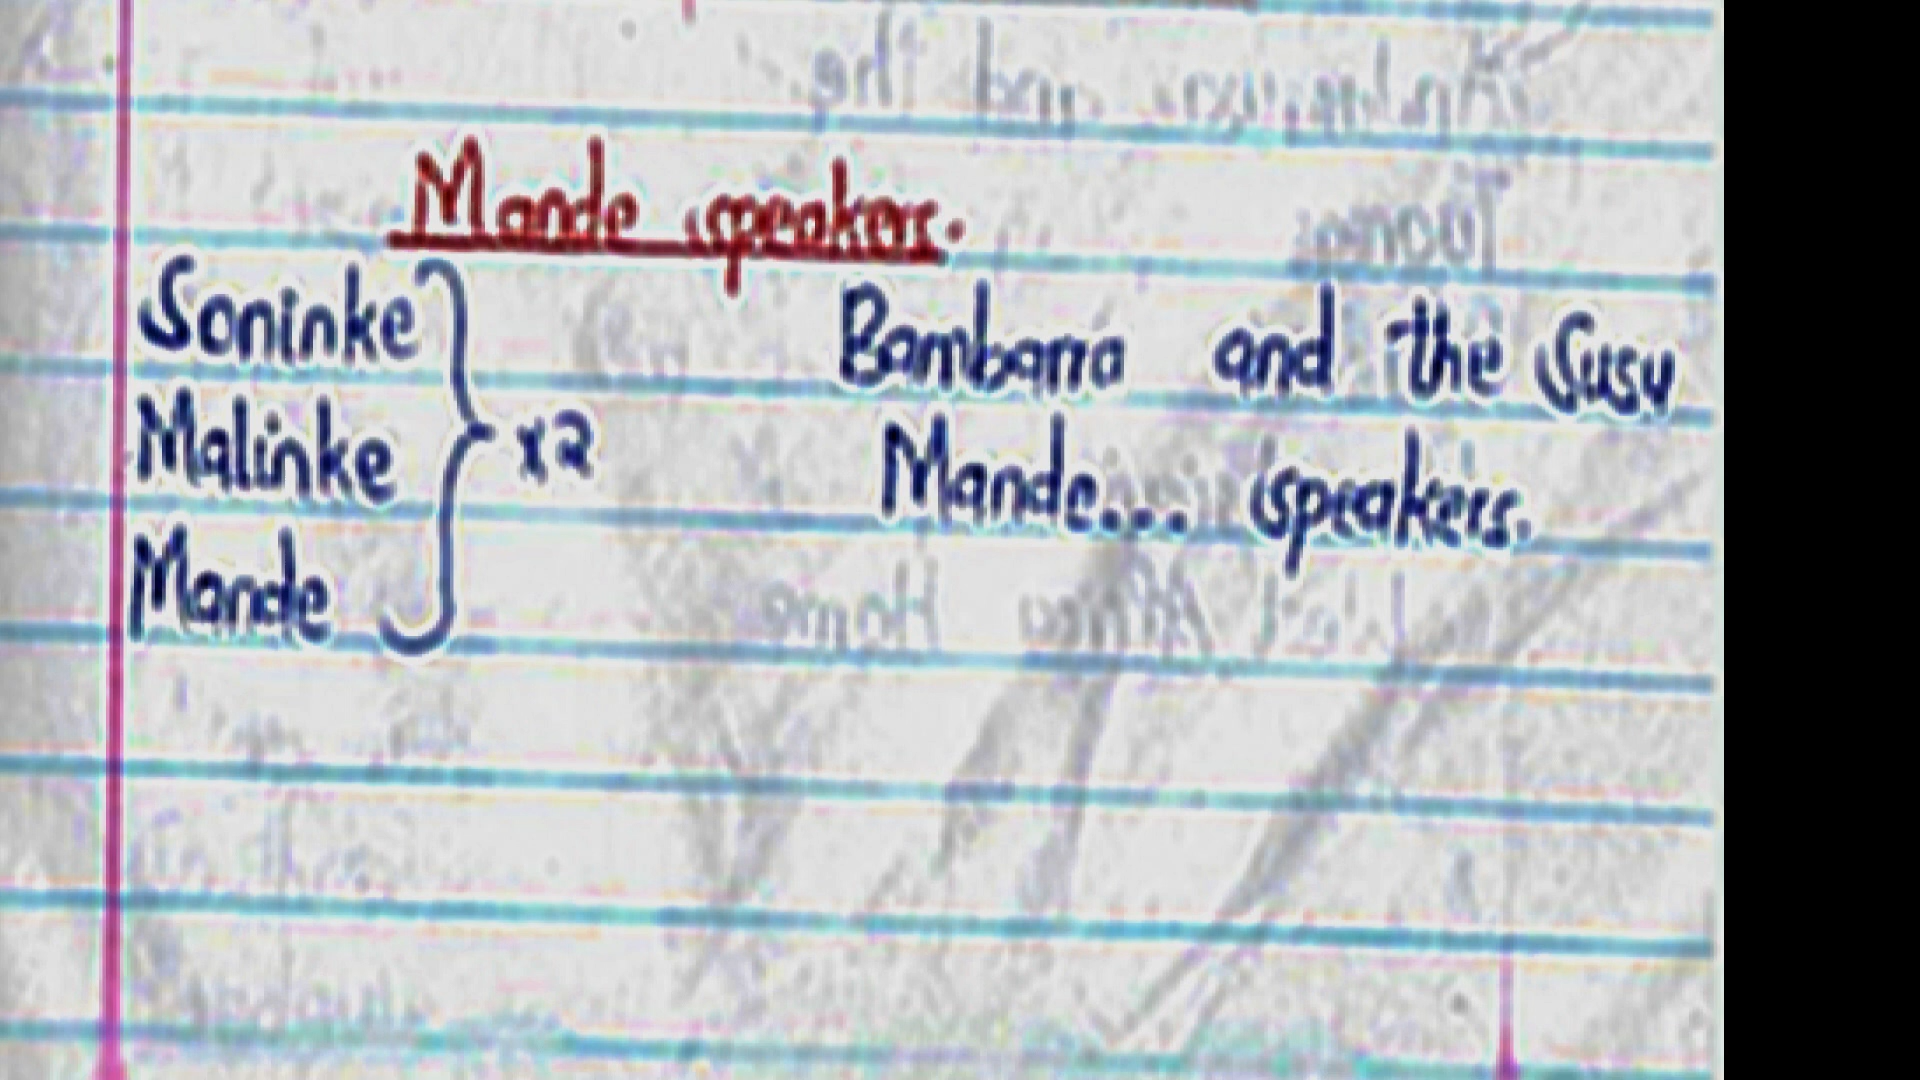 Mande speakers.
Soninke
Malinke
Mande
x2
Bambarra and the Susu
Mande... speakers.